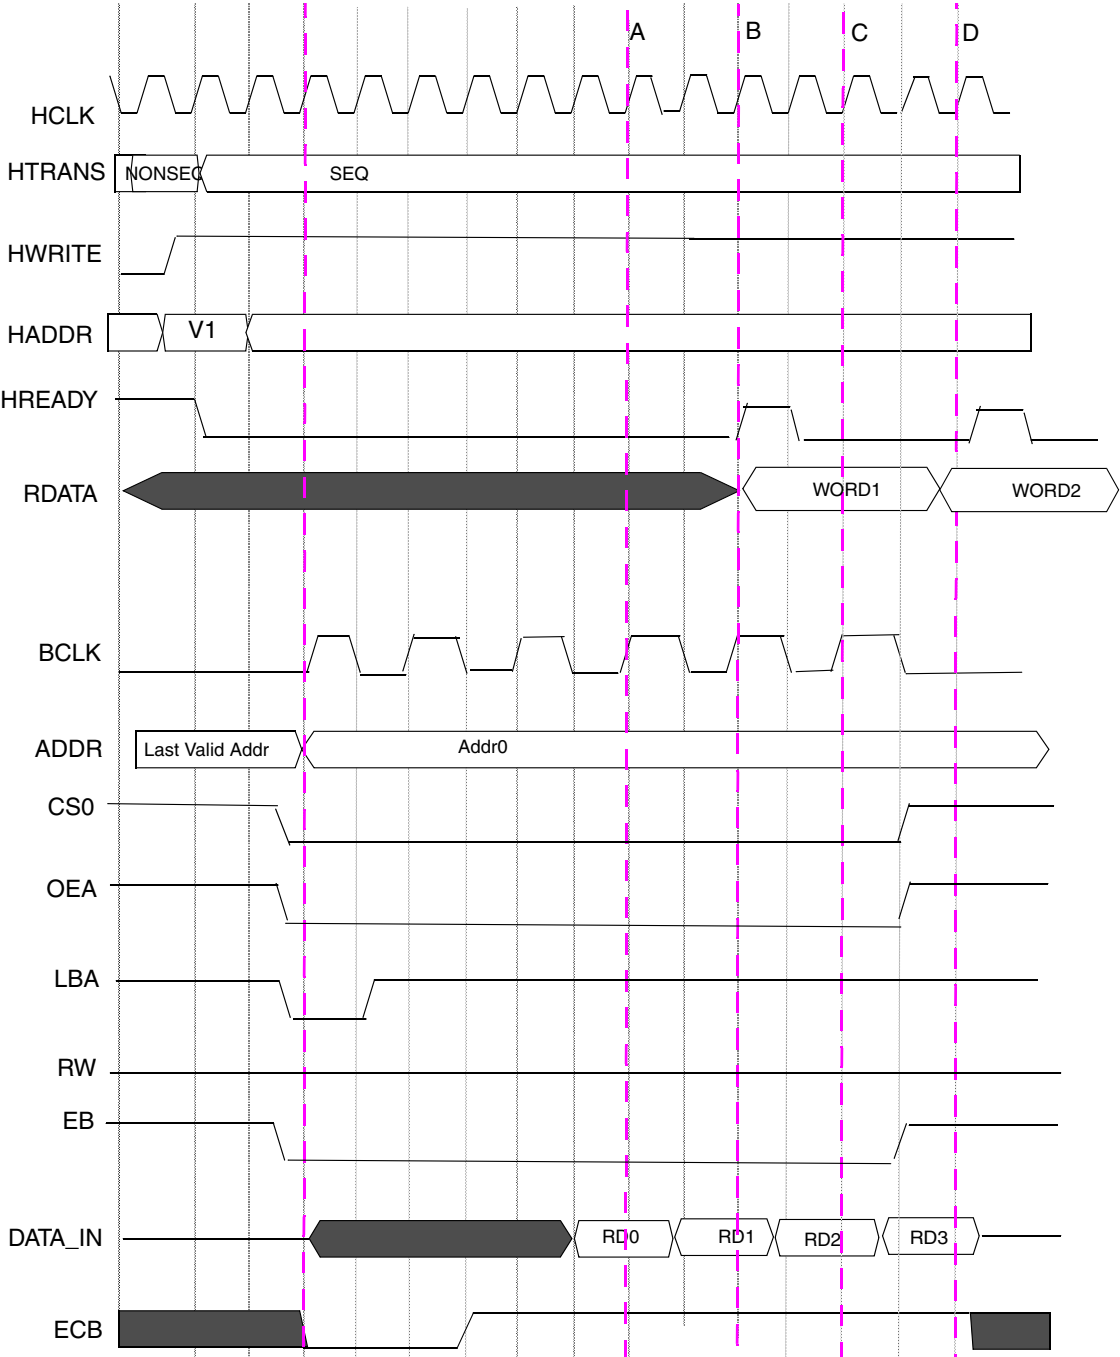 A B C D
HCLK
HTRANS NONSEQ SEQ
HWRITE
HADDR V1
HREADY
RDATA WORD1 WORD2
BCLK
ADDR Last Valid Addr Addr0
CS0
OEA
LBA
RW
EB
DATA_IN RD0 RD1 RD2 RD3
ECB